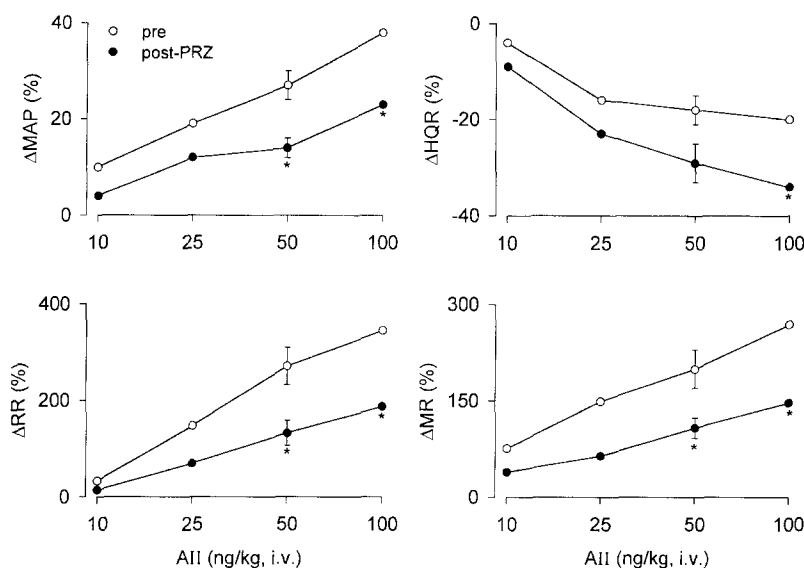 40
pre
post-PRZ
ΔMAP (%)
20
*
*
0
10 25 50 100
0
ΔHQR (%)
-20
*
-40
10 25 50 100
400
ΔRR (%)
200
*
*
0
10 25 50 100
AII (ng/kg, i.v.)
300
ΔMR (%)
150
*
*
0
10 25 50 100
AII (ng/kg, i.v.)